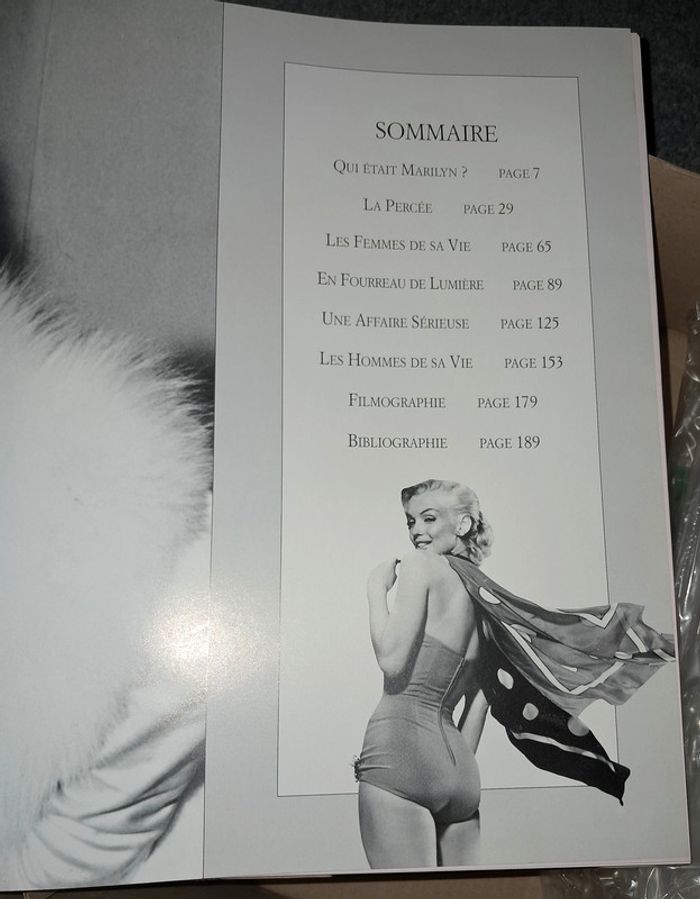 SOMMAIRE
QUI ÉTAIT MARILYN ? PAGE 7
LA PERCÉE PAGE 29
LES FEMMES DE SA VIE PAGE 65
EN FOURREAU DE LUMIÈRE PAGE 89
UNE AFFAIRE SÉRIEUSE PAGE 125
LES HOMMES DE SA VIE PAGE 153
FILMOGRAPHIE PAGE 179
BIBLIOGRAPHIE PAGE 189